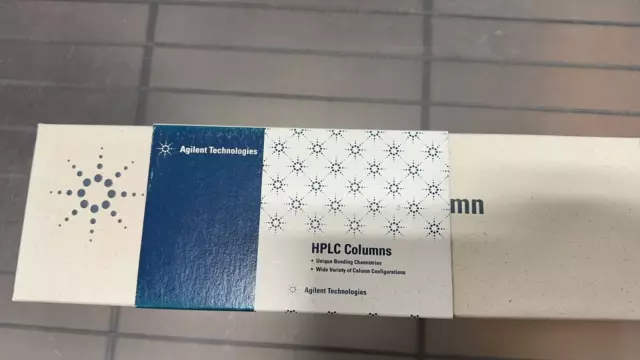 Agilent Technologies
HPLC Columns
• Unique Bonding Chemistries
• Wide Variety of Column Configurations
Agilent Technologies
mn